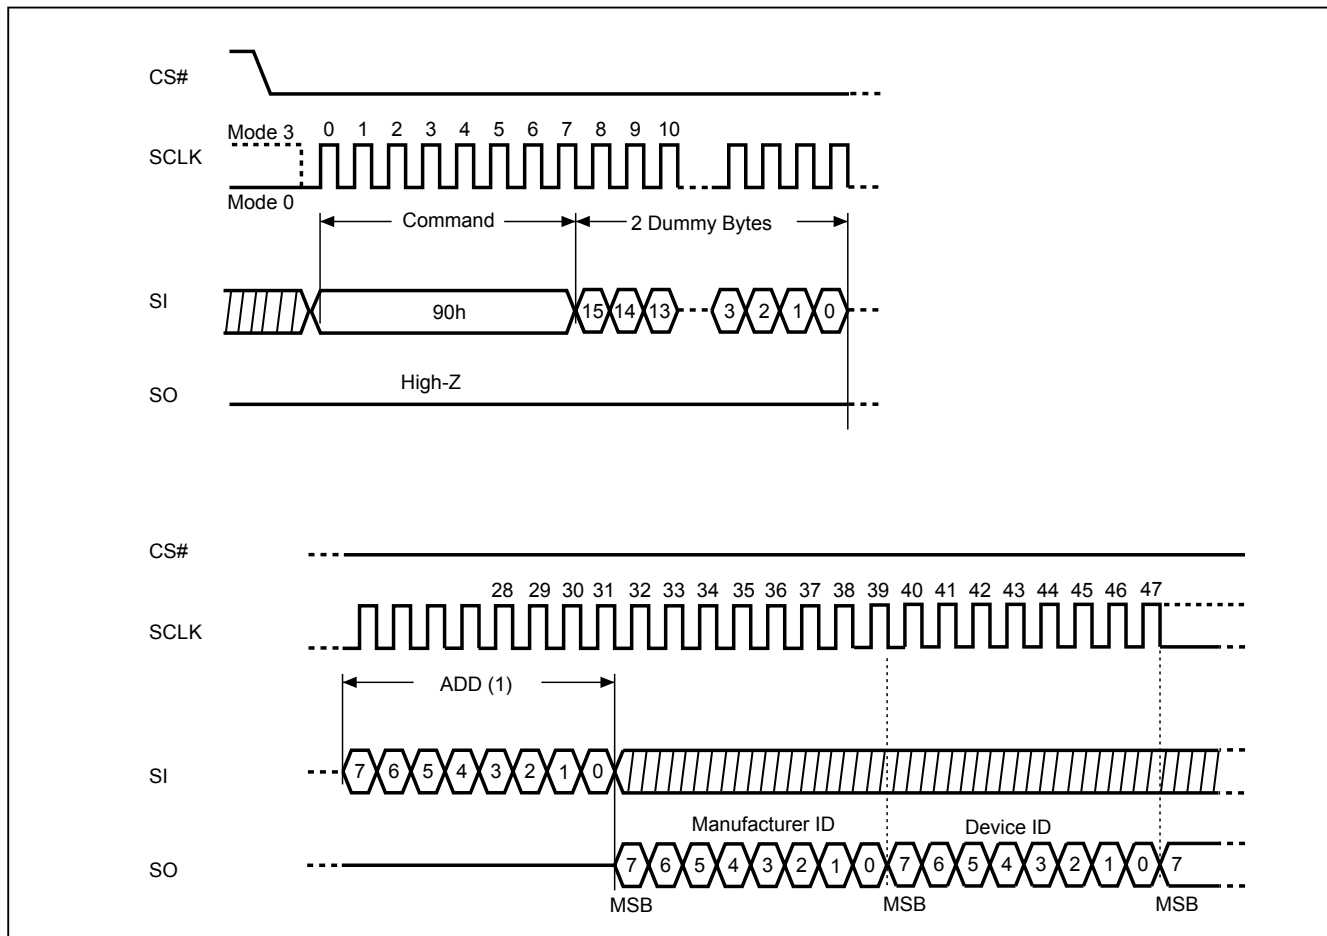 CS#
Mode 3 0 1 2 3 4 5 6 7 8 9 10
SCLK
Mode 0
Command 2 Dummy Bytes
SI 90h 15 14 13 3 2 1 0
High-Z
SO
CS#
28 29 30 31 32 33 34 35 36 37 38 39 40 41 42 43 44 45 46 47
SCLK
ADD (1)
SI 7 6 5 4 3 2 1 0
Manufacturer ID Device ID
SO 7 6 5 4 3 2 1 0 7 6 5 4 3 2 1 0 7
MSB MSB MSB